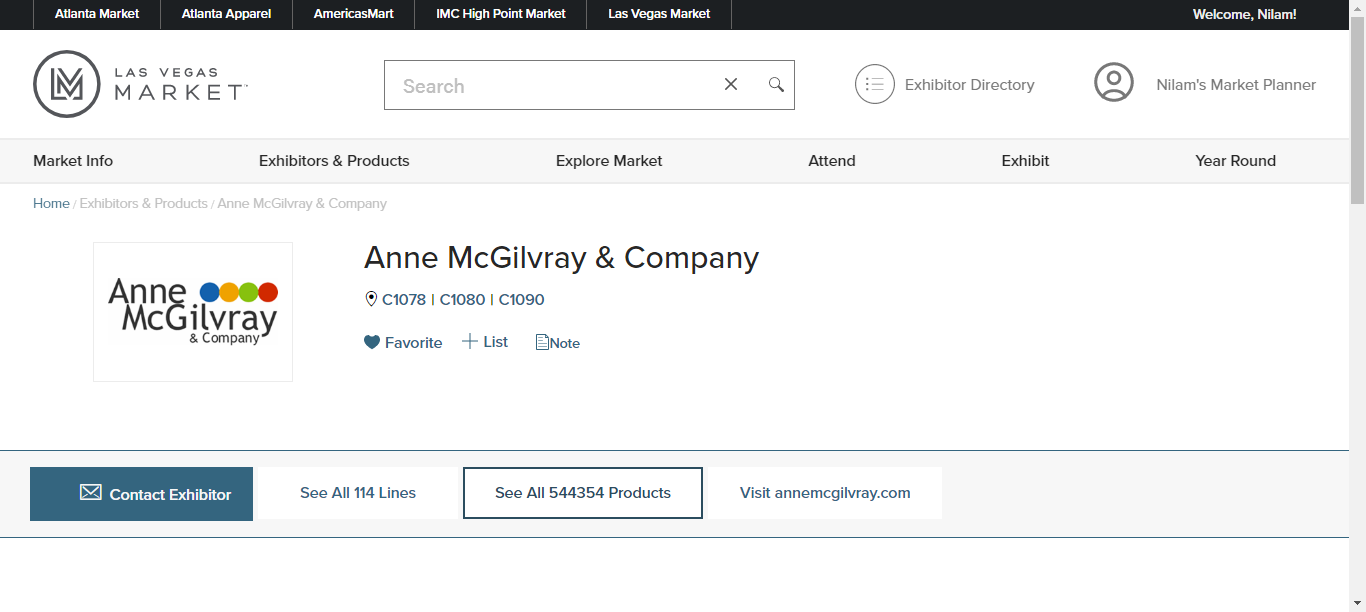 Atlanta Market Atlanta Apparel AmericasMart IMC High Point Market Las Vegas Market Welcome, Nilam!
LAS VEGAS
MARKET
Search
Exhibitor Directory
Nilam's Market Planner
Market Info Exhibitors & Products Explore Market Attend Exhibit Year Round
Home / Exhibitors & Products / Anne McGilvray & Company
Anne
McGilvray
& Company
Anne McGilvray & Company
C1078 | C1080 | C1090
Favorite List Note
Contact Exhibitor See All 114 Lines See All 544354 Products Visit annemcgilvray.com